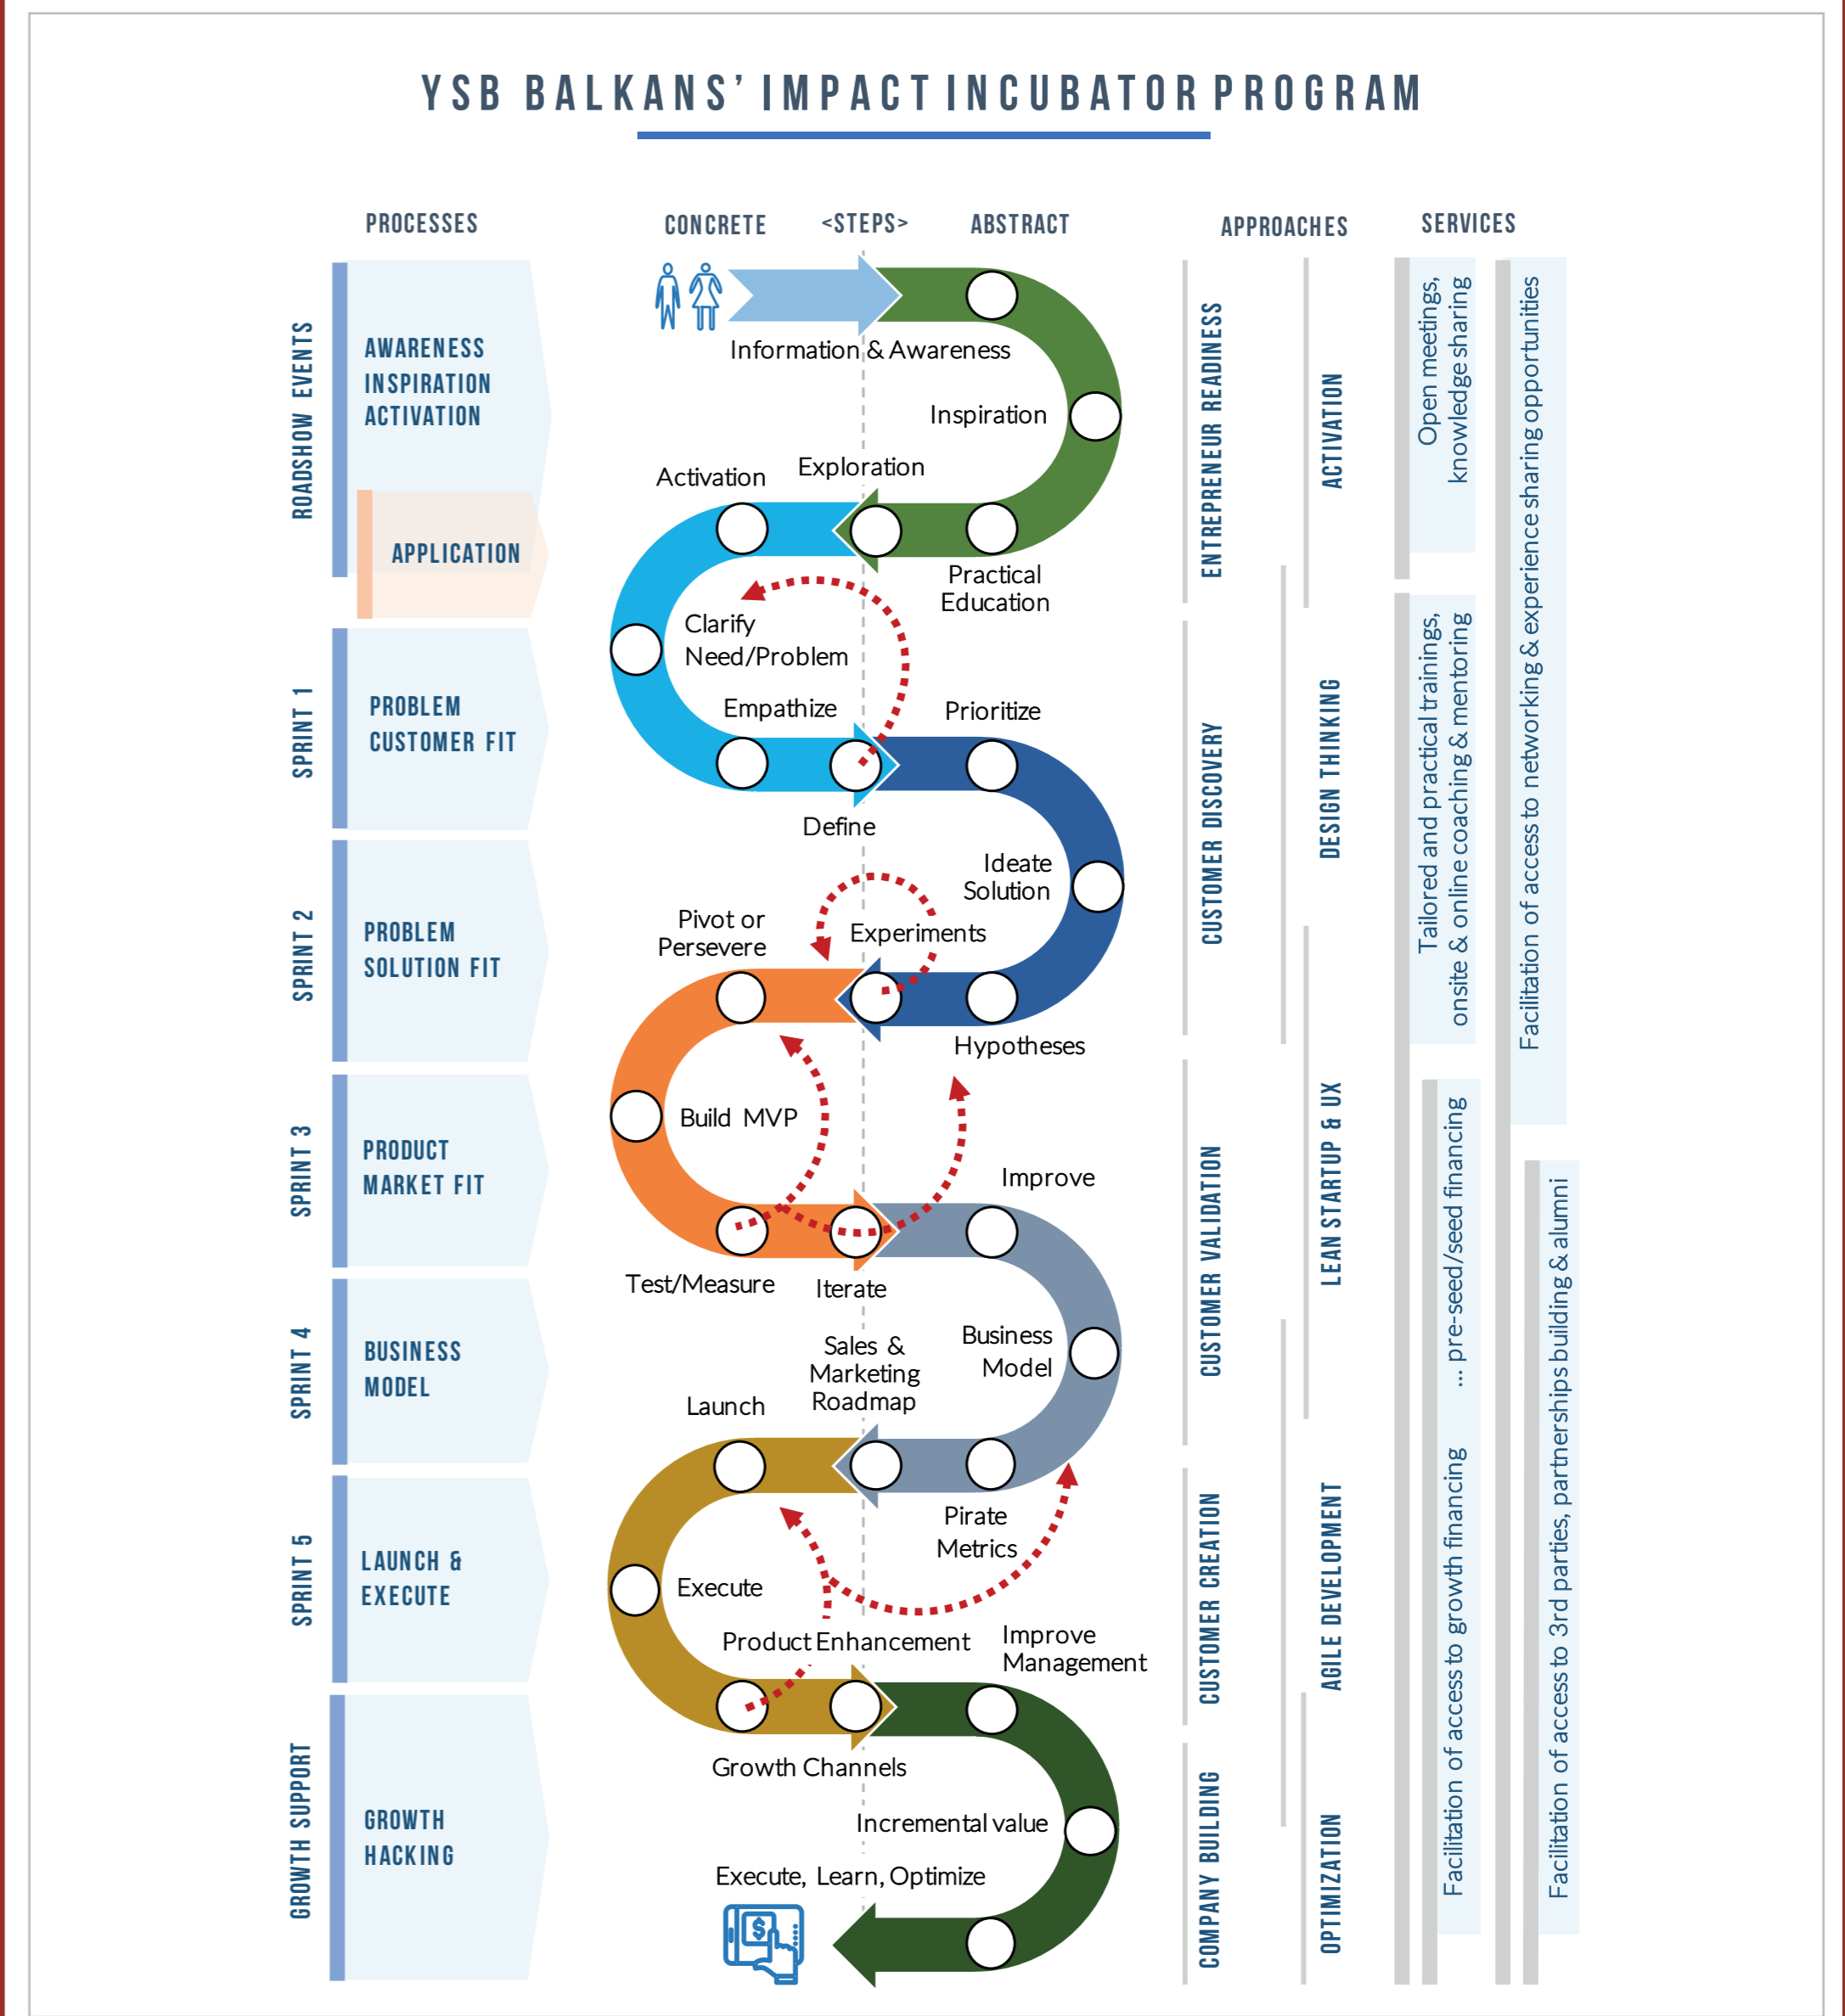 YSB BALKANS' IMPACT INCUBATOR PROGRAM
PROCESSES
CONCRETE
<STEPS>
ABSTRACT
APPROACHES
SERVICES
ROADSHOW EVENTS
AWARENESS
INSPIRATION
ACTIVATION
APPLICATION
SPRINT 1
PROBLEM
CUSTOMER FIT
SPRINT 2
PROBLEM
SOLUTION FIT
SPRINT 3
PRODUCT
MARKET FIT
SPRINT 4
BUSINESS
MODEL
SPRINT 5
LAUNCH &
EXECUTE
GROWTH SUPPORT
GROWTH
HACKING
Information & Awareness
Inspiration
Exploration
Activation
Practical
Education
Clarify
Need/Problem
Empathize
Prioritize
Define
Ideate
Solution
Pivot or
Persevere
Experiments
Hypotheses
Build MVP
Improve
Test/Measure
Iterate
Sales &
Marketing
Roadmap
Business
Model
Launch
Pirate
Metrics
Execute
Product Enhancement
Improve
Management
Growth Channels
Incremental value
Execute, Learn, Optimize
$
ENTREPRENEUR READINESS
CUSTOMER DISCOVERY
CUSTOMER VALIDATION
CUSTOMER CREATION
COMPANY BUILDING
ACTIVATION
DESIGN THINKING
LEAN STARTUP & UX
AGILE DEVELOPMENT
OPTIMIZATION
Open meetings,
knowledge sharing
Tailored and practical trainings,
onsite & online coaching & mentoring
Facilitation of access to growth financing ... pre-seed/seed financing
Facilitation of access to networking & experience sharing opportunities
Facilitation of access to 3rd parties, partnerships building & alumni